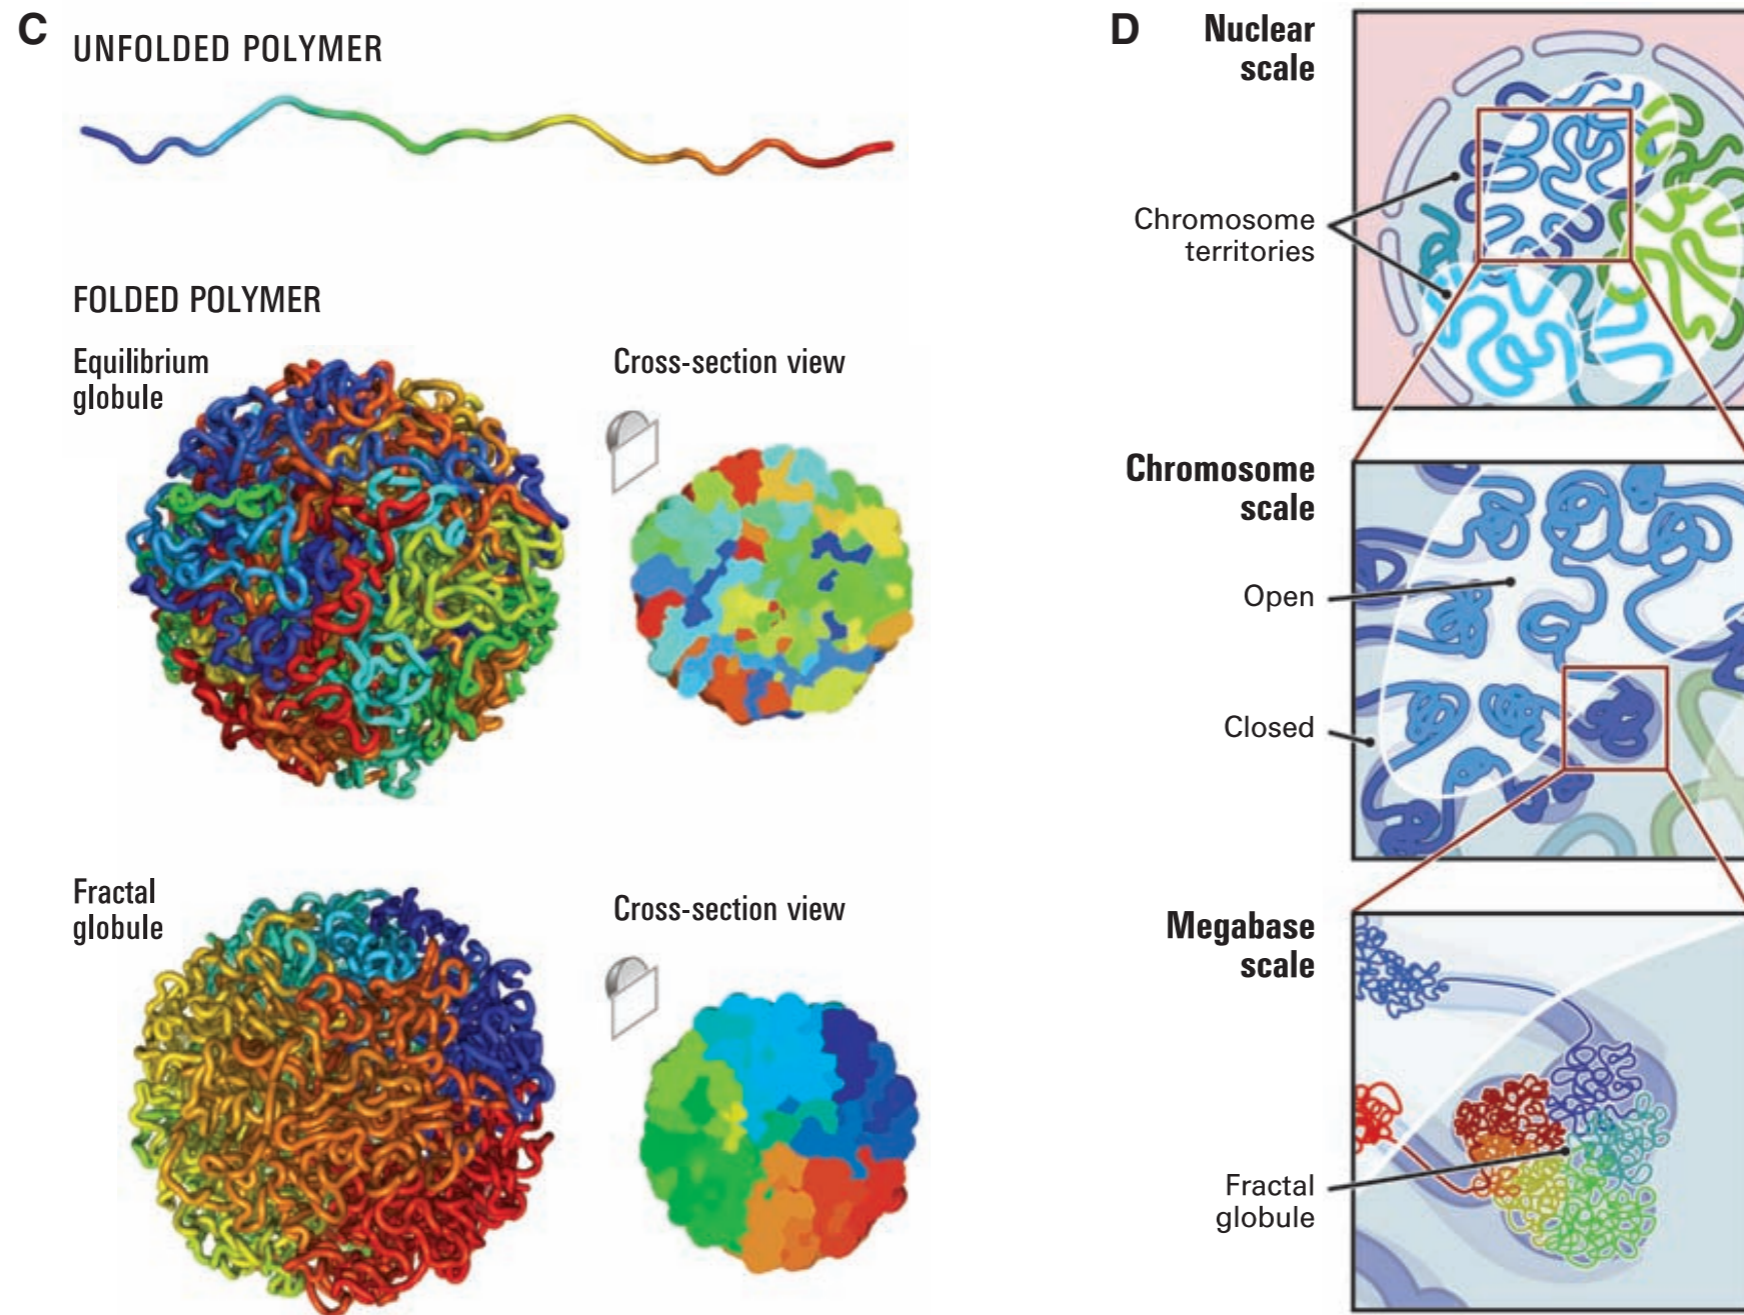 C
UNFOLDED POLYMER
FOLDED POLYMER
Equilibrium
globule
Cross-section view
Fractal
globule
Cross-section view
D
Nuclear
scale
Chromosome
territories
Chromosome
scale
Open
Closed
Megabase
scale
Fractal
globule